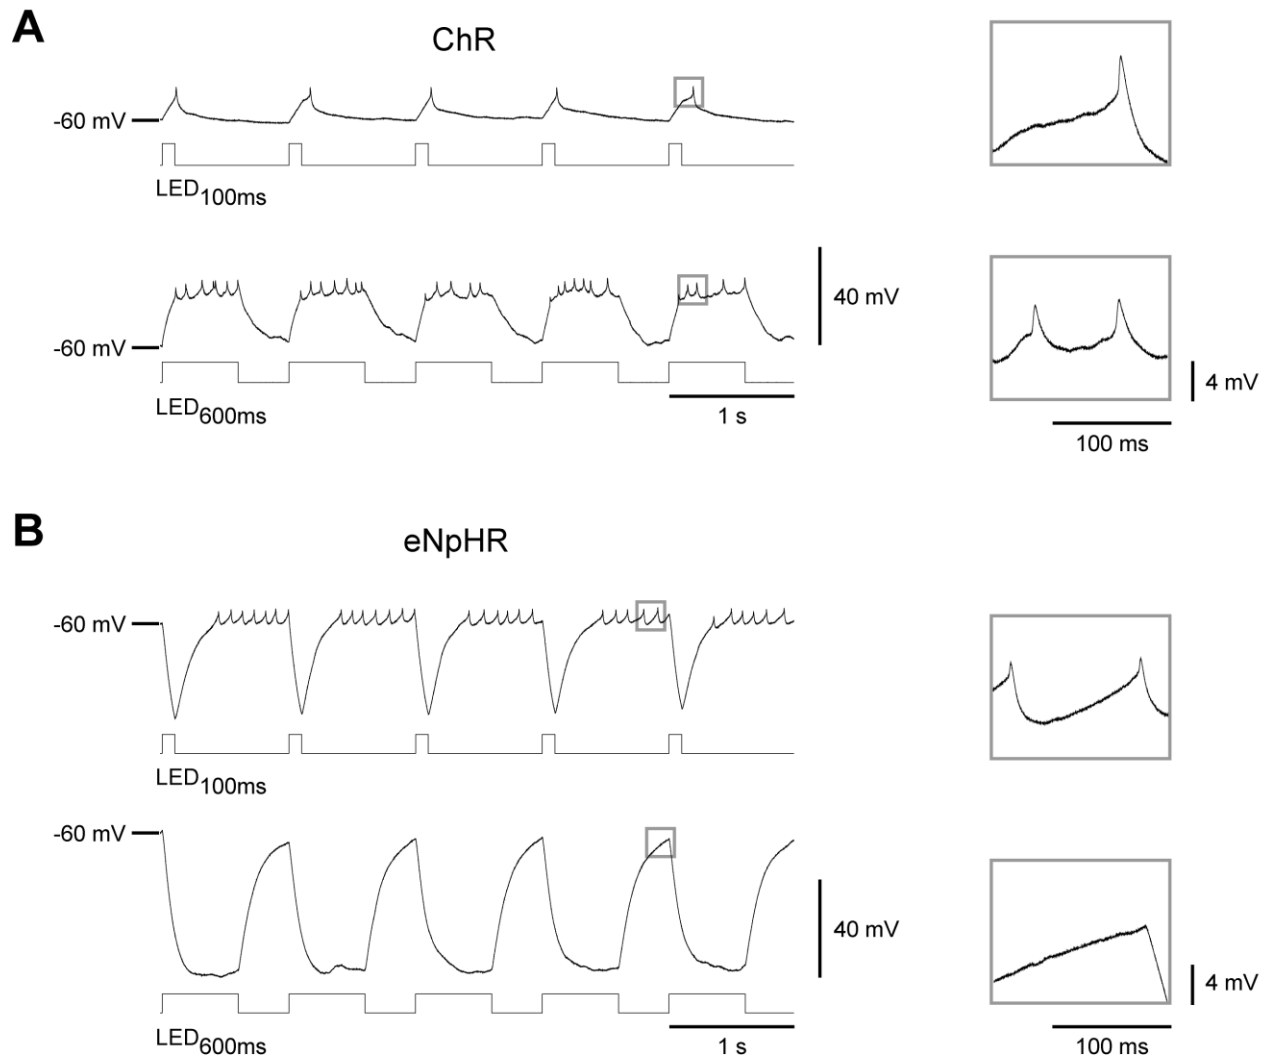 A
ChR
-60 mV
LED100ms
40 mV
-60 mV
LED600ms
1 s
4 mV
100 ms
B
eNpHR
-60 mV
LED100ms
-60 mV
40 mV
LED600ms
1 s
4 mV
100 ms